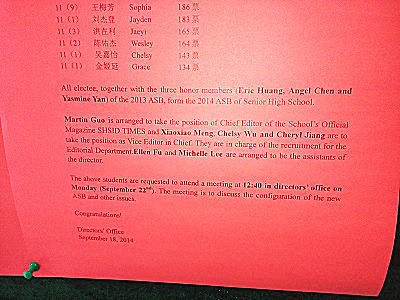 11（9） 王梅芳 Sophia 186 票
11（1） 刘杰登 Jayden 183 票
11（3） 洪在利 Jaeyi 165 票
11（2） 陈佑杰 Wesley 164 票
11（1） 吴嘉怡 Chelsy 143 票
11（1） 金姬延 Grace 134 票
All electee, together with the three honor members (Eric Huang, Angel Chen and
Yasmine Yan) of the 2013 ASB, form the 2014 ASB of Senior High School.
Martin Guo is arranged to take the position of Chief Editor of the School's Official
Magazine SHSID TIMES and Xiaoxiao Meng, Chelsy Wu and Cheryl Jiang are to
take the position as Vice Editor in Chief. They are in charge of the recruitment for the
Editorial Department.Ellen Fu and Michelle Lee are arranged to be the assistants of
the director.
The above students are requested to attend a meeting at 12:40 in directors' office on
Monday (September 22nd). The meeting is to discuss the configuration of the new
ASB and other issues.
Congratulations!
Directors' Office
September 18, 2014